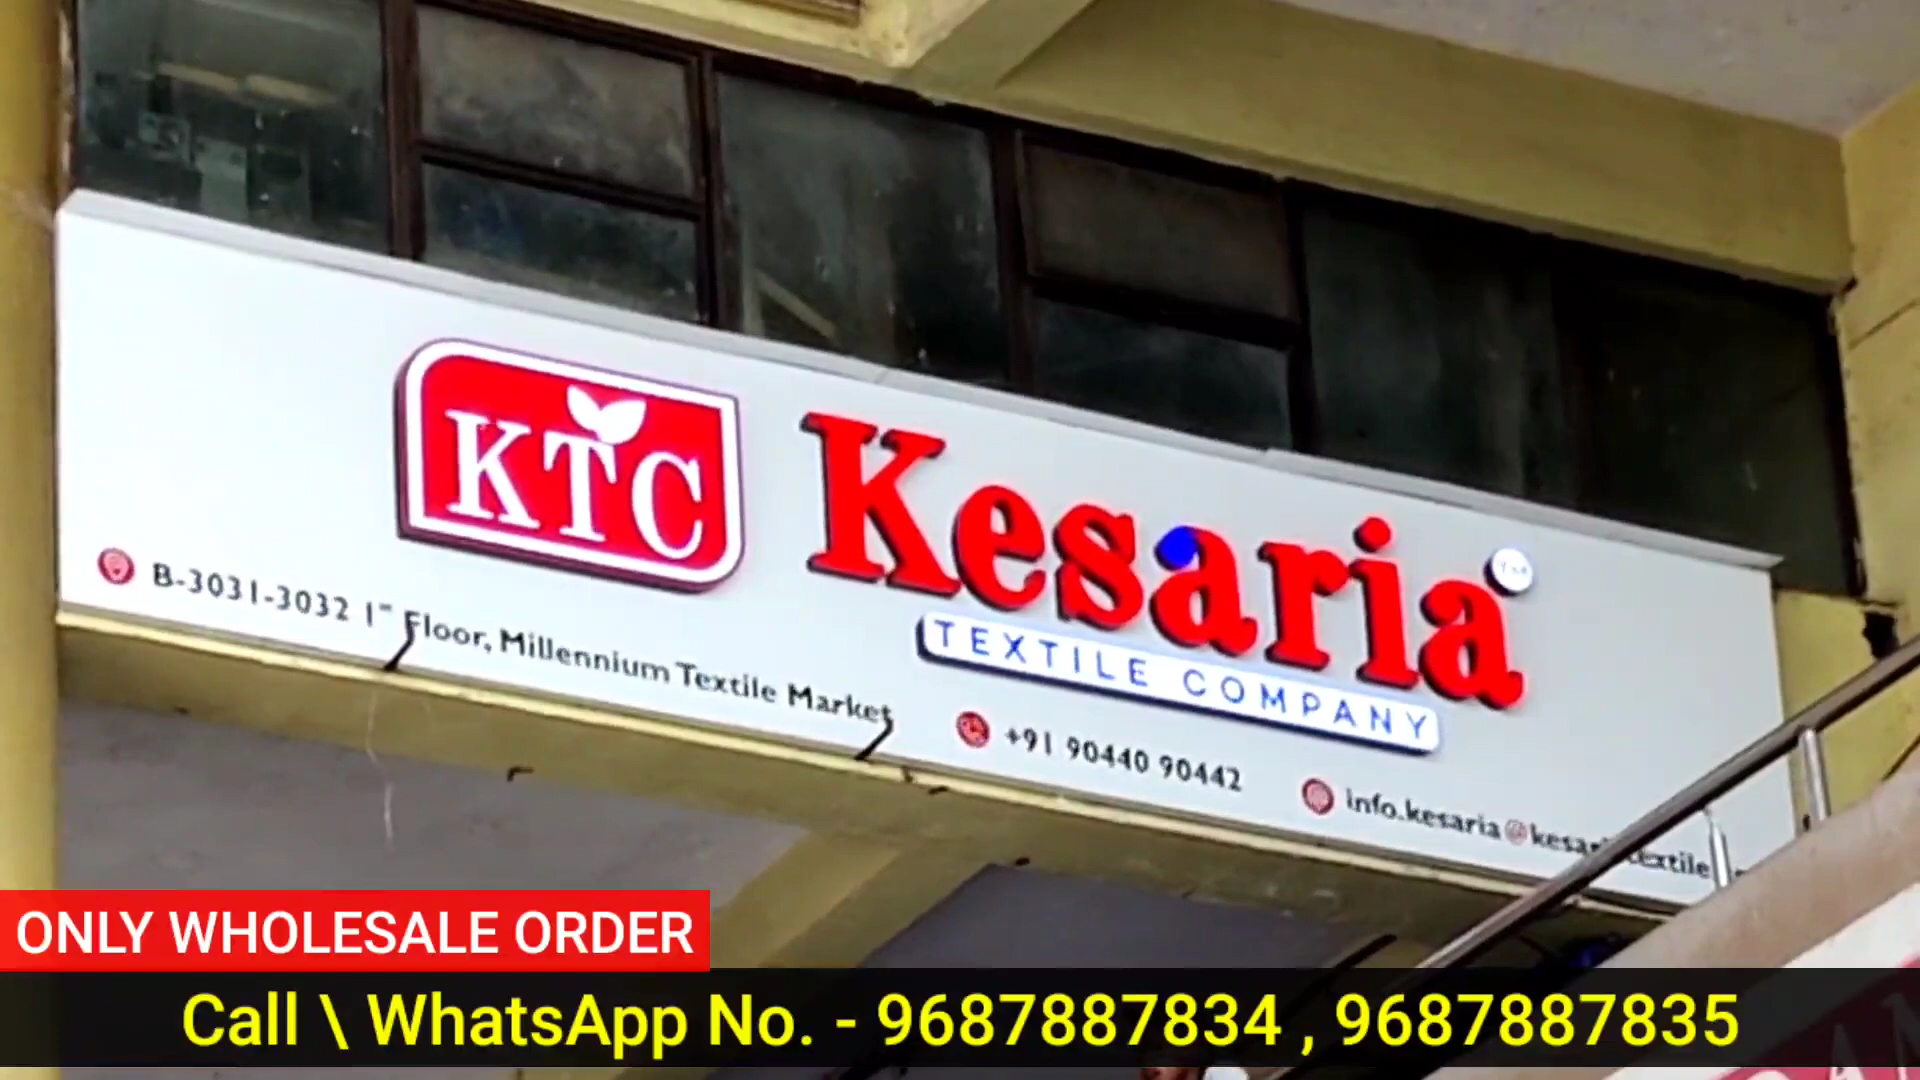 KTC
Kesaria
TEXTILE COMPANY
B-3031-3032 1st Floor, Millennium Textile Market
+91 90440 90442
info.kesaria@kesariatextile
ONLY WHOLESALE ORDER
Call \ WhatsApp No. - 9687887834 , 9687887835